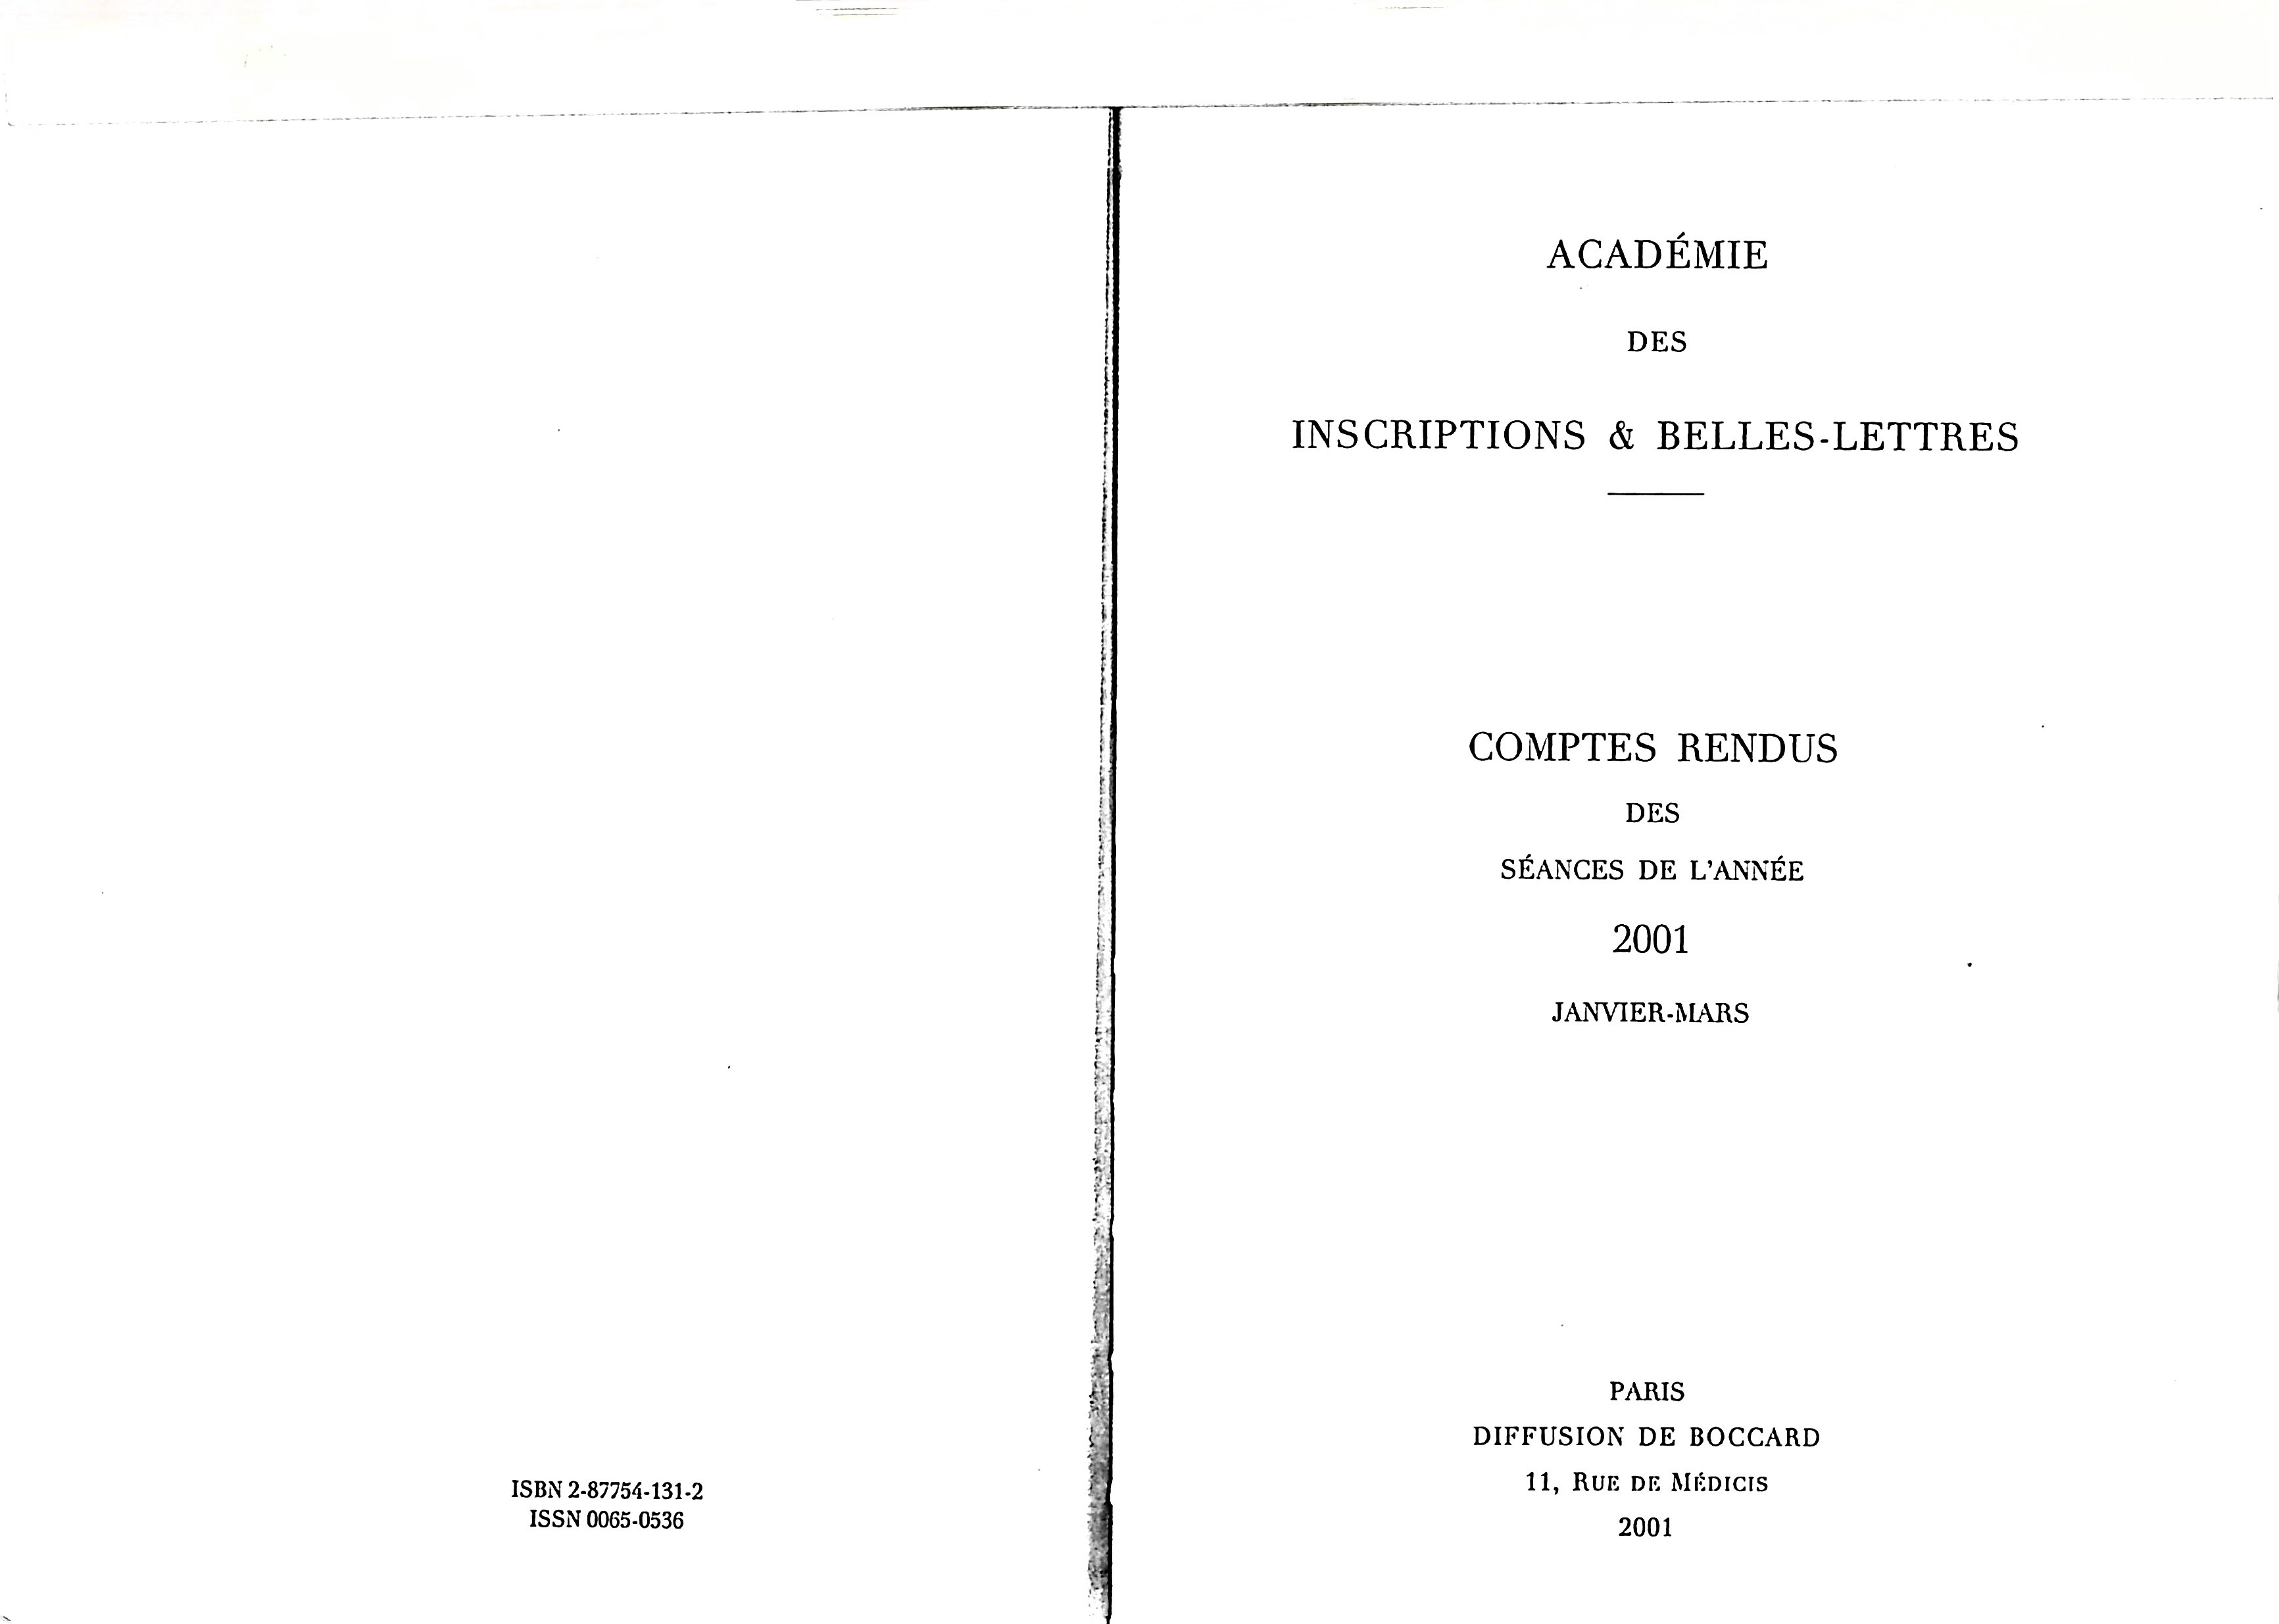 ISBN 2-87754-131-2
ISSN 0065-0536
ACADÉMIE
DES
INSCRIPTIONS & BELLES-LETTRES
COMPTES RENDUS
DES
SÉANCES DE L'ANNÉE
2001
JANVIER-MARS
PARIS
DIFFUSION DE BOCCARD
11, RUE DE MÉDICIS
2001